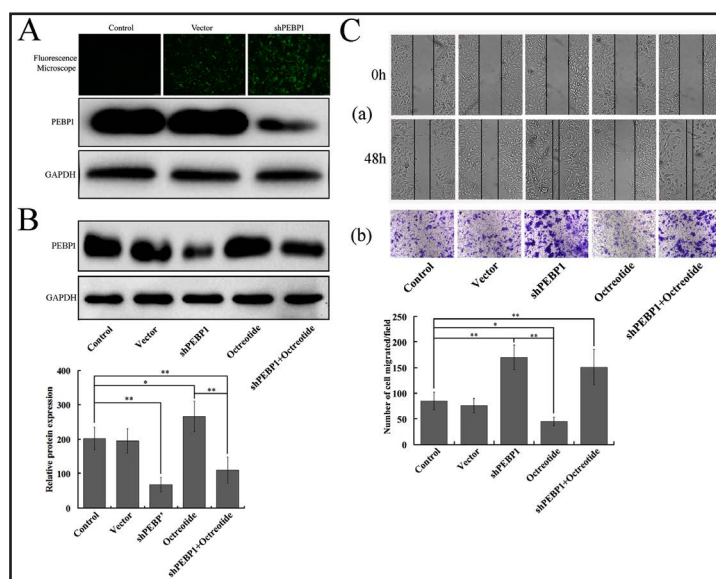 A
Control
Vector
shPEBP1
Fluorescence
Microscope
PEBP1
GAPDH
B
PEBP1
GAPDH
Control
Vector
shPEBP1
Octreotide
shPEBP1+Octreotide
Relative protein expression
400
300
200
100
0
**
*
**
**
Control
Vector
shPEBP'
Octreotide
shPEBP1+Octreotide
C
0h
(a)
48h
(b)
Control
Vector
shPEBP1
Octreotide
shPEBP1+Octreotide
Number of cell migrated/field
250
200
150
100
50
0
**
*
**
**
Control
Vector
shPEBP1
Octreotide
shPEBP1+Octreotide